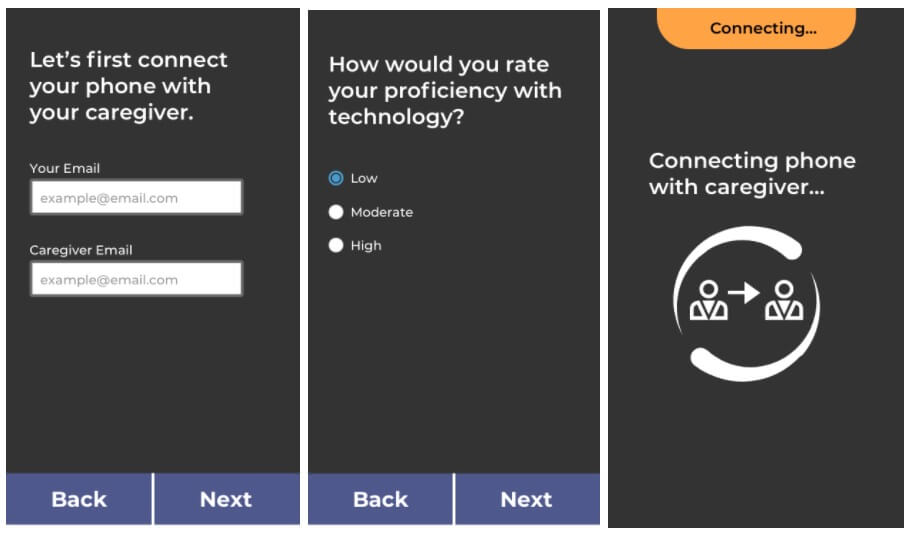 Let's first connect
your phone with
your caregiver.
Your Email
example@email.com
Caregiver Email
example@email.com
Back
Next
How would you rate
your proficiency with
technology?
Low
Moderate
High
Back
Next
Connecting...
Connecting phone
with caregiver...